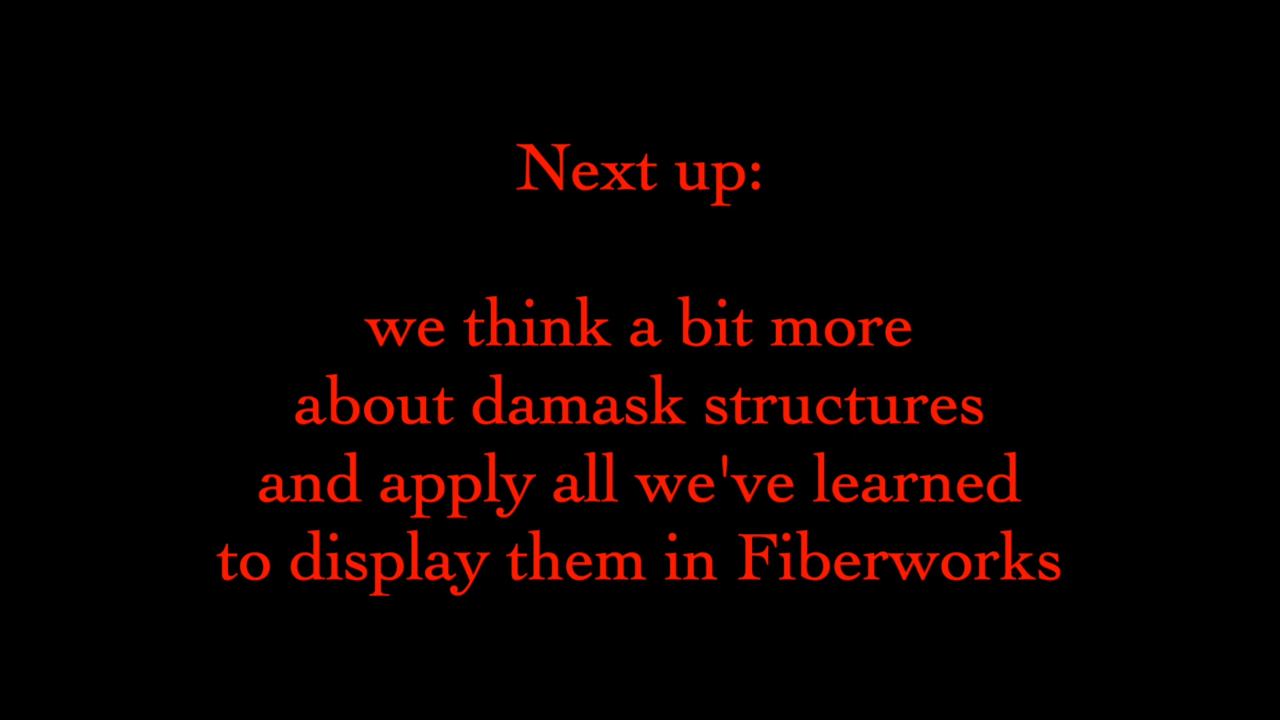 Next up:
we think a bit more
about damask structures
and apply all we've learned
to display them in Fiberworks